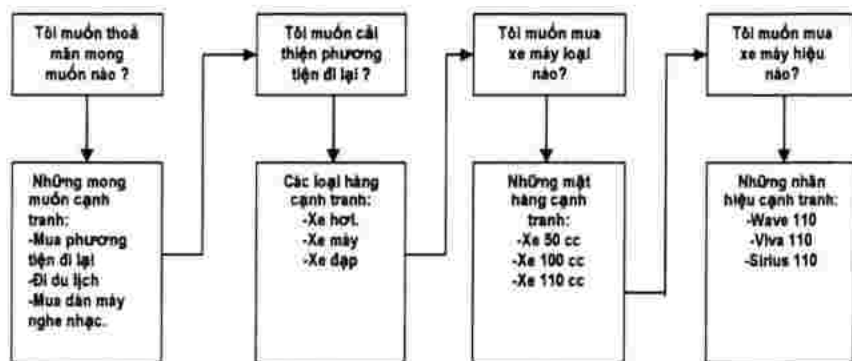 Tôi muốn thoả
mãn mong
muốn nào ?
Tôi muốn cải
thiện phương
tiện đi lại ?
Tôi muốn mua
xe máy loại
nào?
Tôi muốn mua
xe máy hiệu
nào?
Những mong
muốn cạnh
tranh:
-Mua phương
tiện đi lại
-Đi du lịch
-Mua dàn máy
nghe nhạc.
Các loại hàng
cạnh tranh:
-Xe hơi.
-Xe máy
-Xe đạp
Những mặt
hàng cạnh
tranh:
-Xe 50 cc
-Xe 100 cc
-Xe 110 cc
Những nhãn
hiệu cạnh tranh:
-Wave 110
-Viva 110
-Sirius 110